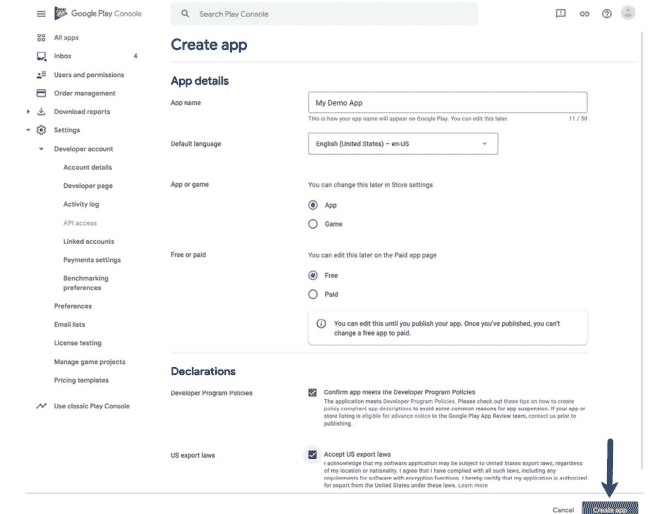 Google Play Console
Search Play Console
All apps
Inbox 4
Users and permissions
Order management
Download reports
Settings
Developer account
Account details
Developer page
Activity log
API access
Linked accounts
Payments settings
Benchmarking
preferences
Preferences
Email lists
License testing
Manage game projects
Pricing templates
Use classic Play Console
Create app
App details
App name
My Demo App
This is how your app name will appear on Google Play. You can edit this later. 11 / 50
Default language
English (United States) – en-US
App or game
You can change this later in Store settings
App
Game
Free or paid
You can edit this later on the Paid app page
Free
Paid
You can edit this until you publish your app. Once you've published, you can't
change a free app to paid.
Declarations
Developer Program Policies
Confirm app meets the Developer Program Policies
The application meets Developer Program Policies. Please check out these tips on how to create
policy compliant app descriptions to avoid some common reasons for app suspension. If your app or
store listing is eligible for advance notice to the Google Play App Review team, contact us prior to
publishing.
US export laws
Accept US export laws
I acknowledge that my software application may be subject to United States export laws, regardless
of my location or nationality. I agree that I have complied with all such laws, including any
requirements for software with encryption functions. I hereby certify that my application is authorized
for export from the United States under these laws. Learn more
Cancel
Create app